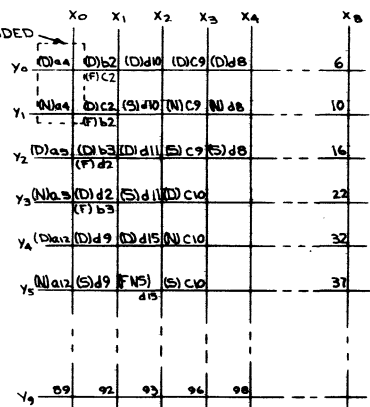 X0 X1 X2 X3 X4 X8
DED
Y0 (D)a4 (D)b2 (D)d10 (D)C9 (D)d8 6
(F)C2
Y1 (N)a4 (D)C2 (S)d10 (N)C9 (N)d8 10
(F)b2
Y2 (D)a3 (D)b3 (D)d11 (S)C9 (S)d8 16
(F)d2
Y3 (N)a3 (D)d2 (S)d11 (D)C10 22
(F)b3
Y4 (D)a12 (D)d9 (D)d15 (N)C10 32
Y5 (N)a12 (S)d9 (FNS) (S)C10 37
d15
Y9 89 92 93 96 98